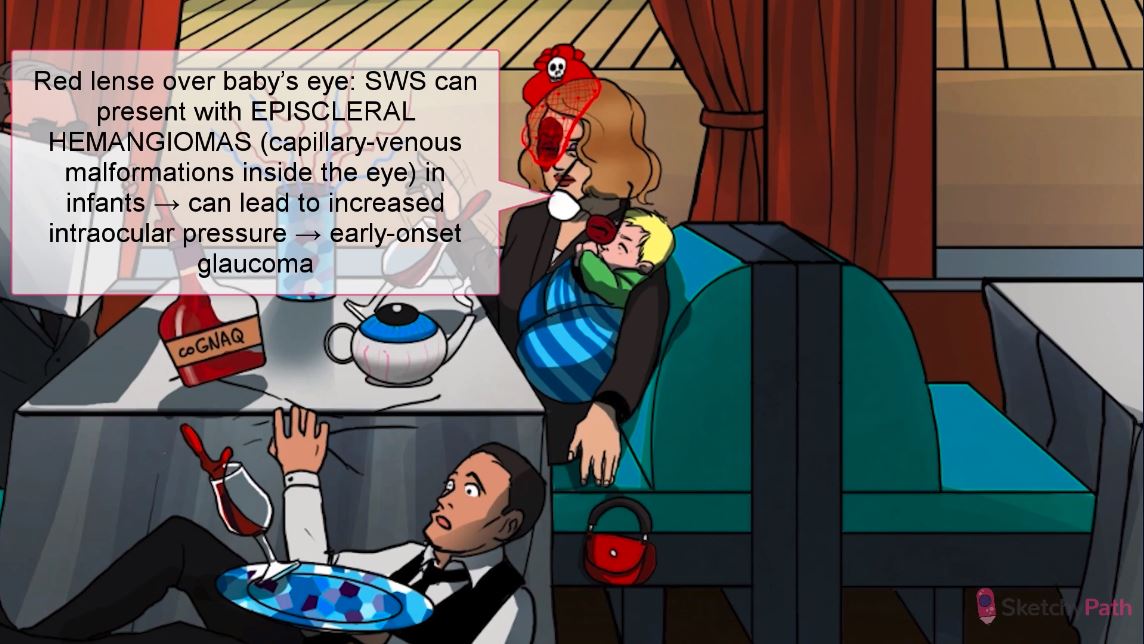 Red lense over baby's eye: SWS can
present with EPISCLERAL
HEMANGIOMAS (capillary-venous
malformations inside the eye) in
infants → can lead to increased
intraocular pressure → early-onset
glaucoma
coGNAQ
SketchyPath